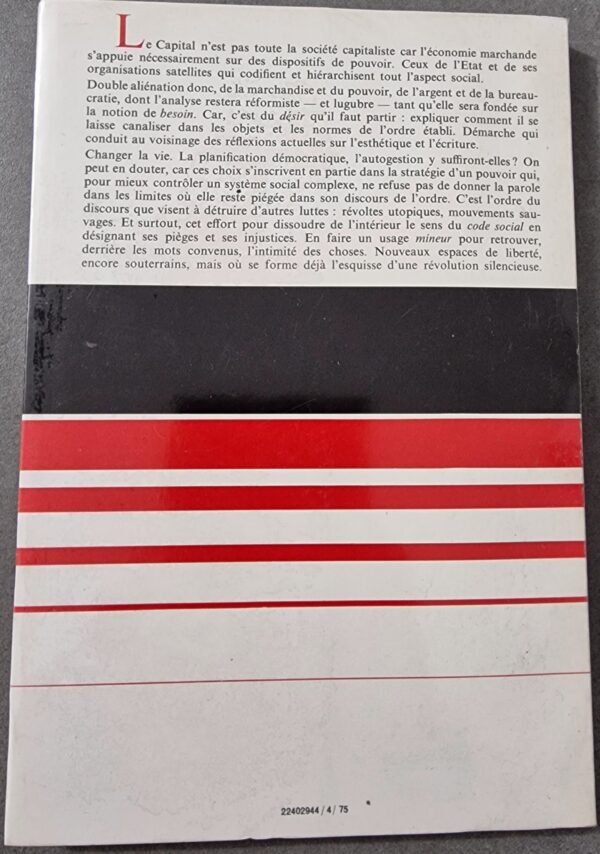 Le Capital n'est pas toute la société capitaliste car l'économie marchande
s'appuie nécessairement sur des dispositifs de pouvoir. Ceux de l'Etat et de ses
organisations satellites qui codifient et hiérarchisent tout l'aspect social.
Double aliénation donc, de la marchandise et du pouvoir, de l'argent et de la bureau-
cratie, dont l'analyse restera réformiste — et lugubre — tant qu'elle sera fondée sur
la notion de besoin. Car, c'est du désir qu'il faut partir : expliquer comment il se
laisse canaliser dans les objets et les normes de l'ordre établi. Démarche qui
conduit au voisinage des réflexions actuelles sur l'esthétique et l'écriture.
Changer la vie. La planification démocratique, l'autogestion y suffiront-elles ? On
peut en douter, car ces choix s'inscrivent en partie dans la stratégie d'un pouvoir qui,
pour mieux contrôler un système social complexe, ne refuse pas de donner la parole
dans les limites où elle reste piégée dans son discours de l'ordre. C'est l'ordre du
discours que visent à détruire d'autres luttes : révoltes utopiques, mouvements sau-
vages. Et surtout, cet effort pour dissoudre de l'intérieur le sens du code social en
désignant ses pièges et ses injustices. En faire un usage mineur pour retrouver,
derrière les mots convenus, l'intimité des choses. Nouveaux espaces de liberté,
encore souterrains, mais où se forme déjà l'esquisse d'une révolution silencieuse.
22402944 / 4 / 75